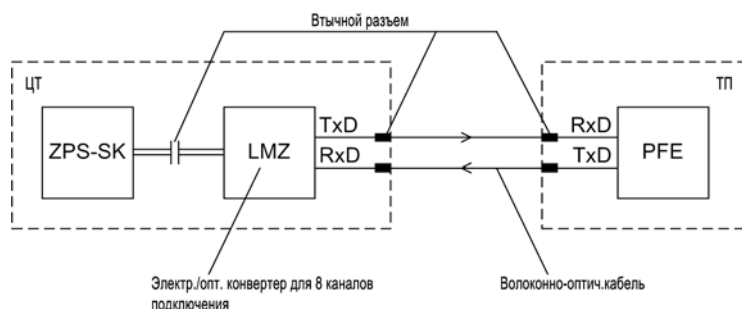 Втычной разъем
ЦТ
ТП
ZPS-SK
LMZ
TxD
RxD
RxD
TxD
PFE
Электр./опт. конвертер для 8 каналов
подключения
Волоконно-оптич.кабель